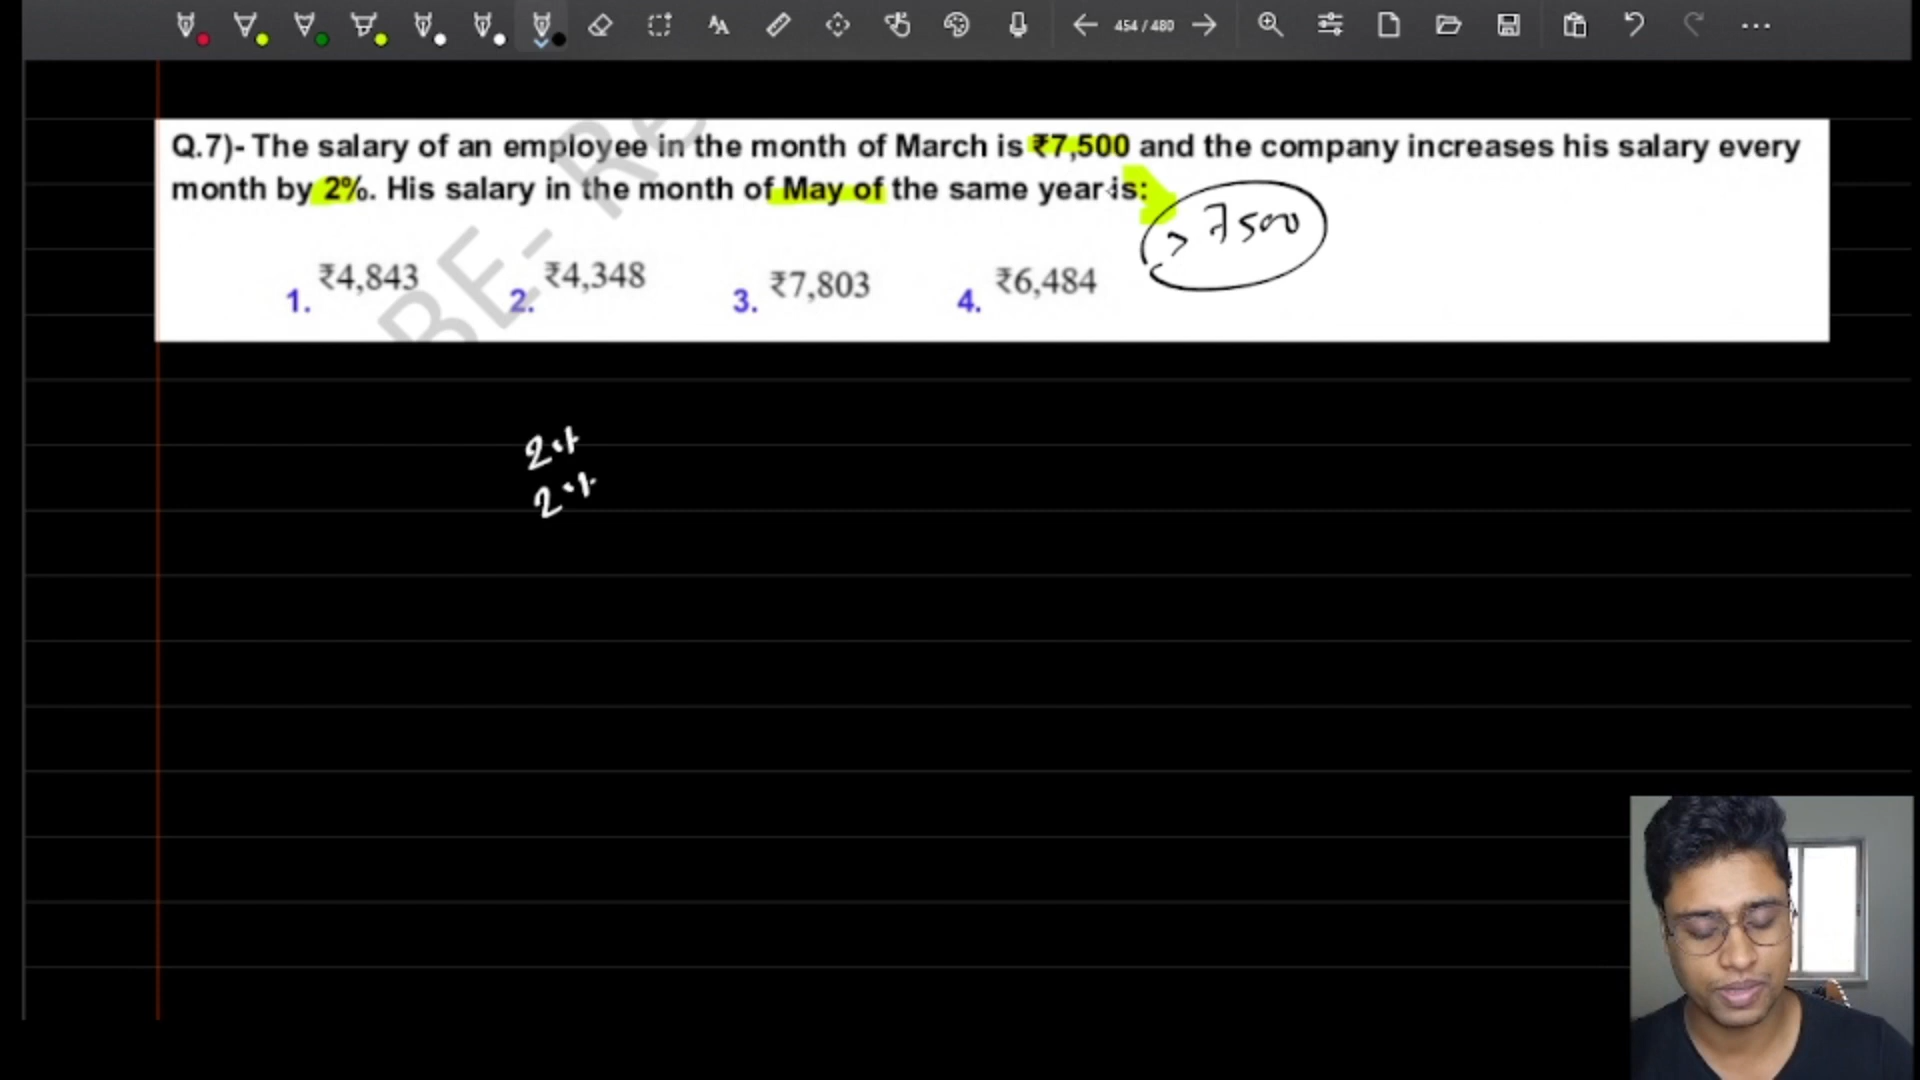 454 / 480
Q.7)- The salary of an employee in the month of March is ₹7,500 and the company increases his salary every
month by 2%. His salary in the month of May of the same year is:
> 7500
1. ₹4,843 2. ₹4,348 3. ₹7,803 4. ₹6,484
BE- Re
2%
2%